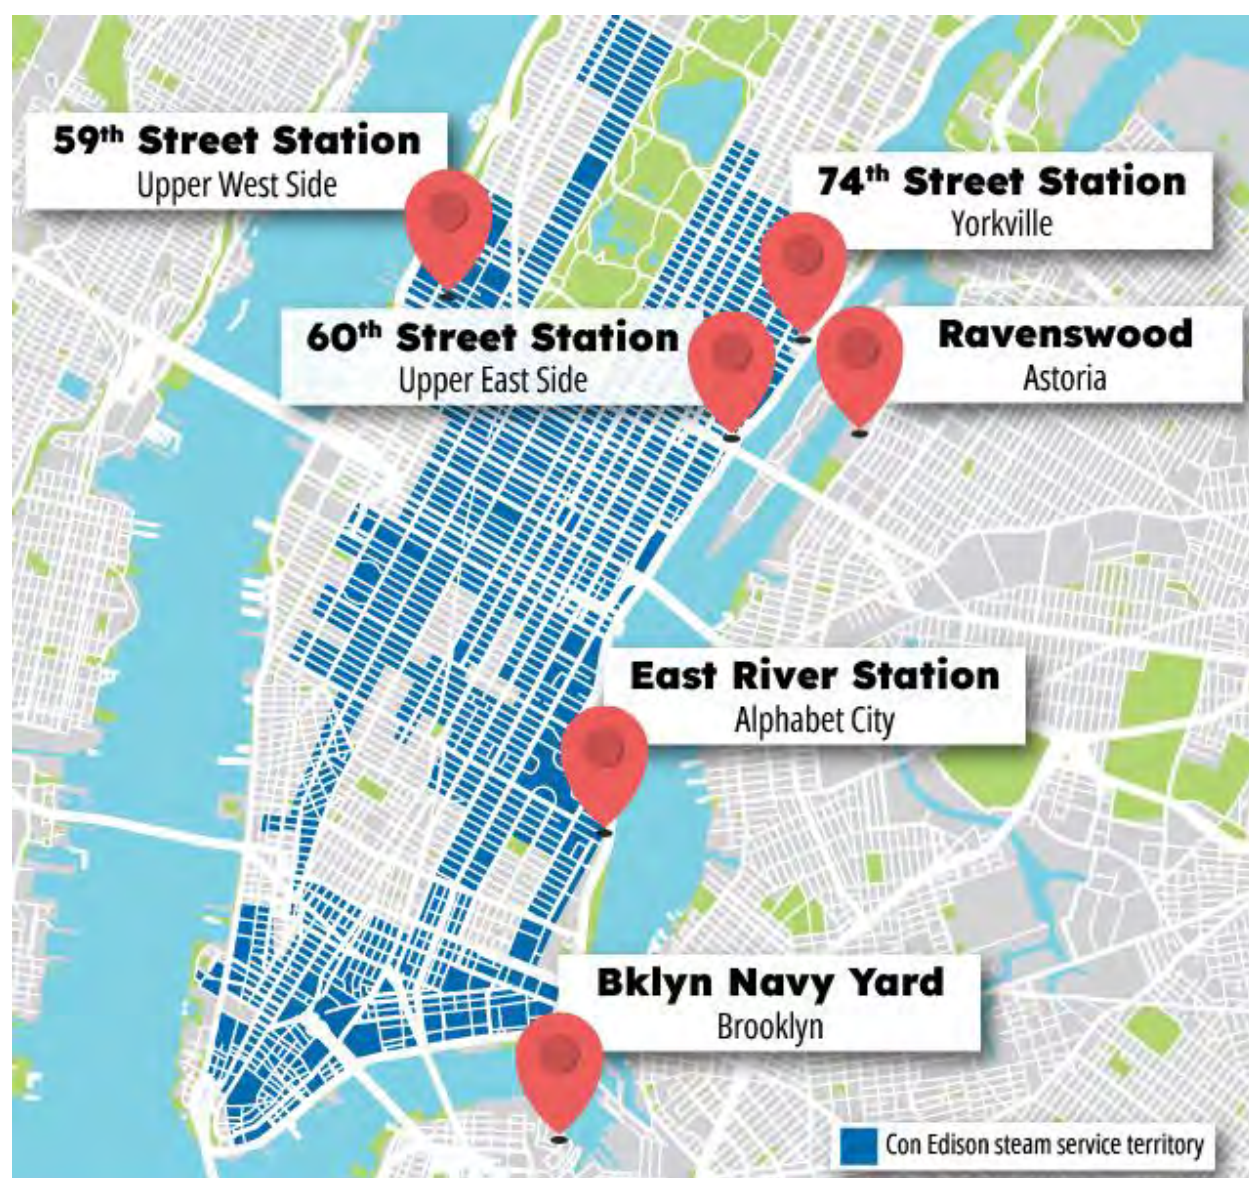 59th Street Station
Upper West Side
74th Street Station
Yorkville
60th Street Station
Upper East Side
Ravenswood
Astoria
East River Station
Alphabet City
Bklyn Navy Yard
Brooklyn
Con Edison steam service territory